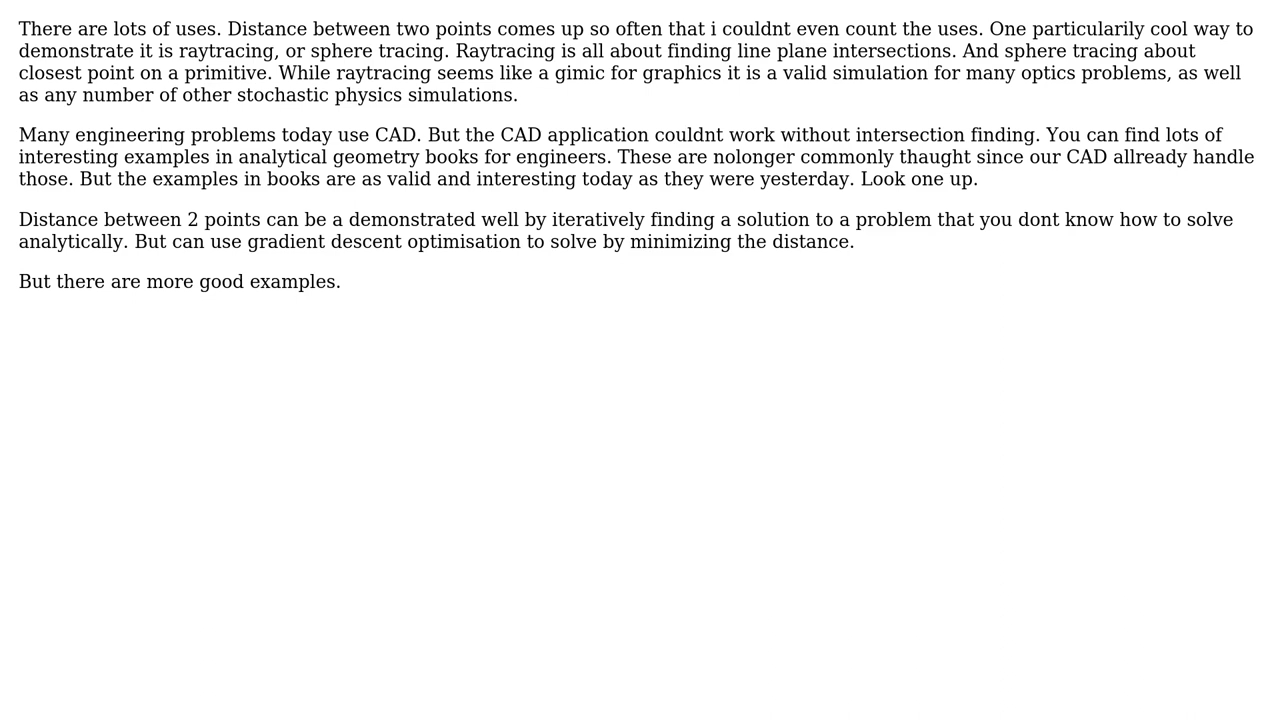 There are lots of uses. Distance between two points comes up so often that i couldnt even count the uses. One particularily cool way to
demonstrate it is raytracing, or sphere tracing. Raytracing is all about finding line plane intersections. And sphere tracing about
closest point on a primitive. While raytracing seems like a gimic for graphics it is a valid simulation for many optics problems, as well
as any number of other stochastic physics simulations.
Many engineering problems today use CAD. But the CAD application couldnt work without intersection finding. You can find lots of
interesting examples in analytical geometry books for engineers. These are nolonger commonly thaught since our CAD allready handle
those. But the examples in books are as valid and interesting today as they were yesterday. Look one up.
Distance between 2 points can be a demonstrated well by iteratively finding a solution to a problem that you dont know how to solve
analytically. But can use gradient descent optimisation to solve by minimizing the distance.
But there are more good examples.